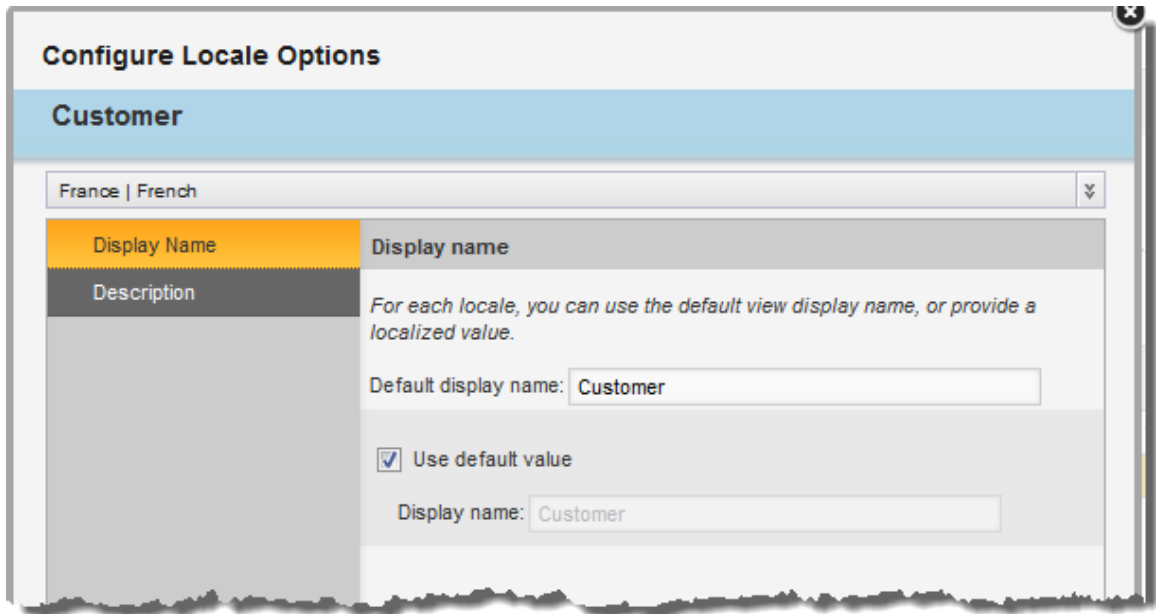 Configure Locale Options
Customer
France | French
Display Name
Description
Display name
For each locale, you can use the default view display name, or provide a
localized value.
Default display name: Customer
Use default value
Display name: Customer